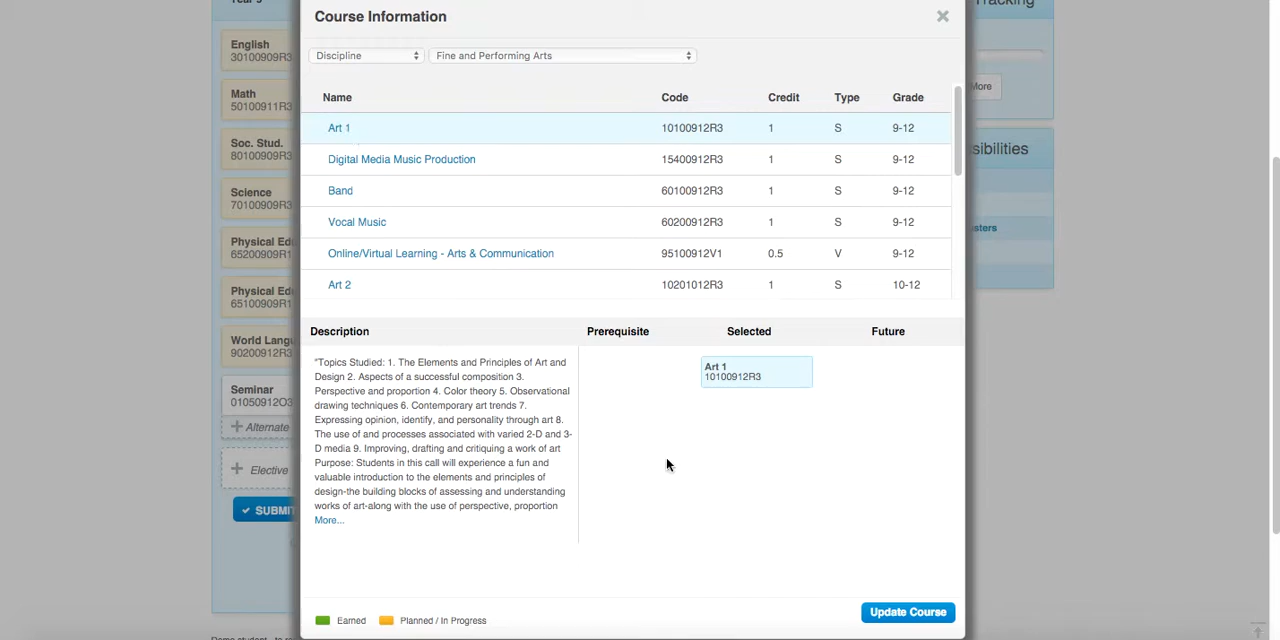 Course Information
×
Discipline
Fine and Performing Arts
Name Code Credit Type Grade
Art 1 10100912R3 1 S 9-12
Digital Media Music Production 15400912R3 1 S 9-12
Band 60100912R3 1 S 9-12
Vocal Music 60200912R3 1 S 9-12
Online/Virtual Learning - Arts & Communication 95100912V1 0.5 V 9-12
Art 2 10201012R3 1 S 10-12
Description Prerequisite Selected Future
"Topics Studied: 1. The Elements and Principles of Art and
Design 2. Aspects of a successful composition 3.
Perspective and proportion 4. Color theory 5. Observational
drawing techniques 6. Contemporary art trends 7.
Expressing opinion, identify, and personality through art 8.
The use of and processes associated with varied 2-D and 3-
D media 9. Improving, drafting and critiquing a work of art
Purpose: Students in this call will experience a fun and
valuable introduction to the elements and principles of
design-the building blocks of assessing and understanding
works of art-along with the use of perspective, proportion
More...
Art 1
10100912R3
Earned
Planned / In Progress
Update Course
English
30100909R3
Math
50100911R3
Soc. Stud.
80100909R3
Science
70100909R3
Physical Ed
65200909R1
Physical Ed
65100909R1
World Lang
90200912R3
Seminar
01050912O3
+ Alternate
+ Elective
SUBMI
More
sibilities
sters